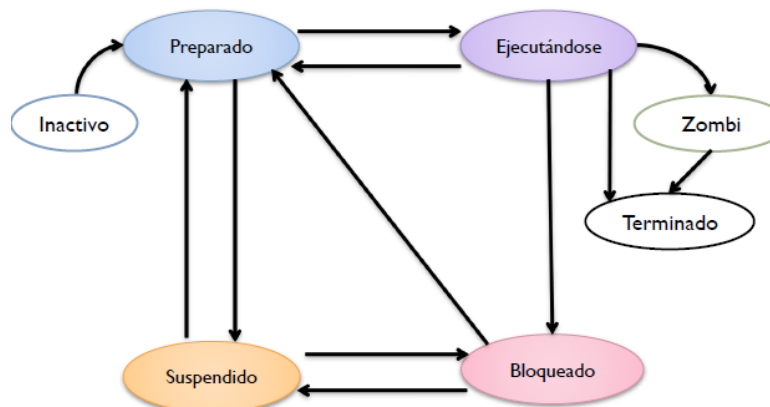 Preparado
Ejecutándose
Inactivo
Zombi
Terminado
Suspendido
Bloqueado